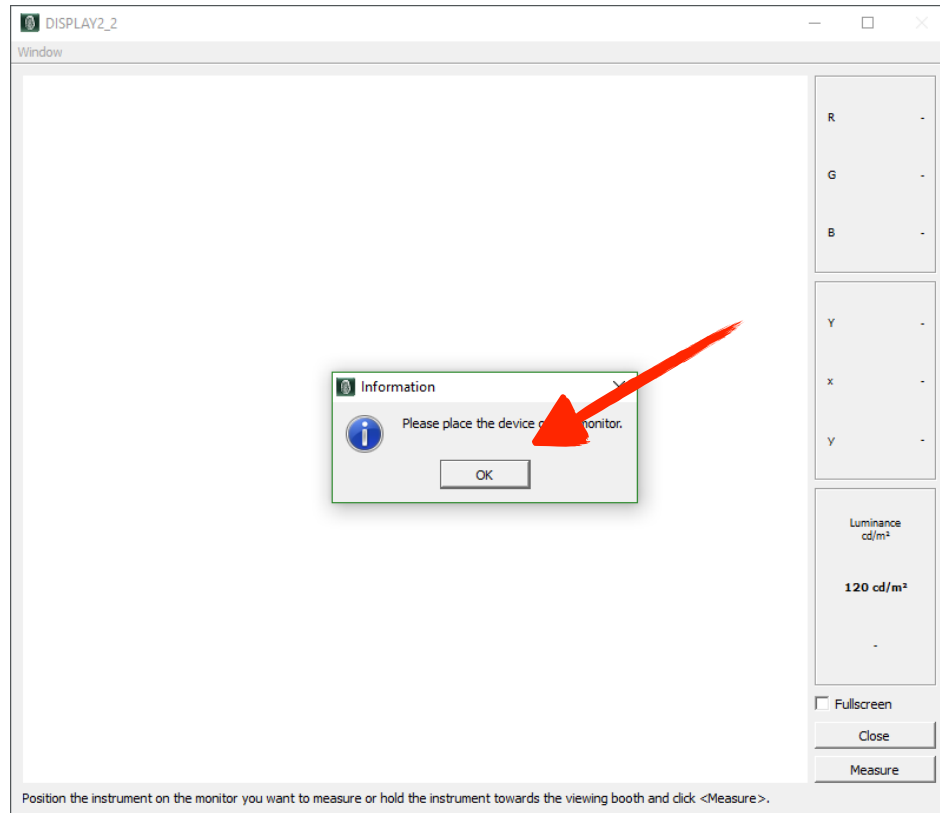 DISPLAY2_2
Window
R -
G -
B -
Y -
x -
y -
Information
Please place the device monitor.
OK
Luminance
cd/m²
120 cd/m²
-
Fullscreen
Close
Measure
Position the instrument on the monitor you want to measure or hold the instrument towards the viewing booth and click <Measure>.